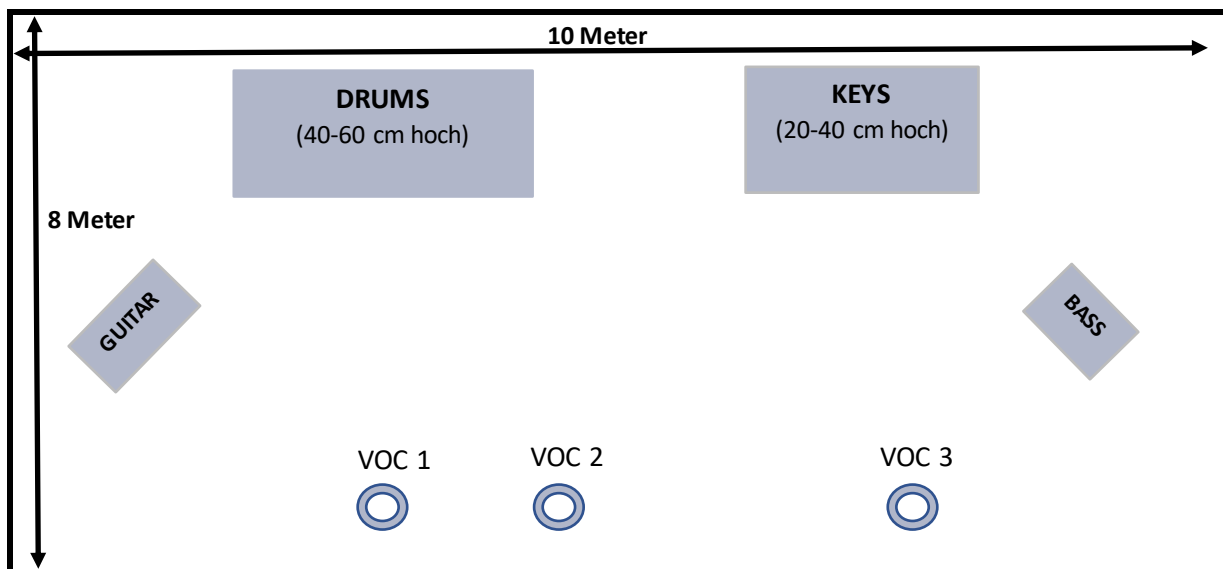 10 Meter
DRUMS
(40-60 cm hoch)
KEYS
(20-40 cm hoch)
8 Meter
GUITAR
BASS
VOC 1
VOC 2
VOC 3